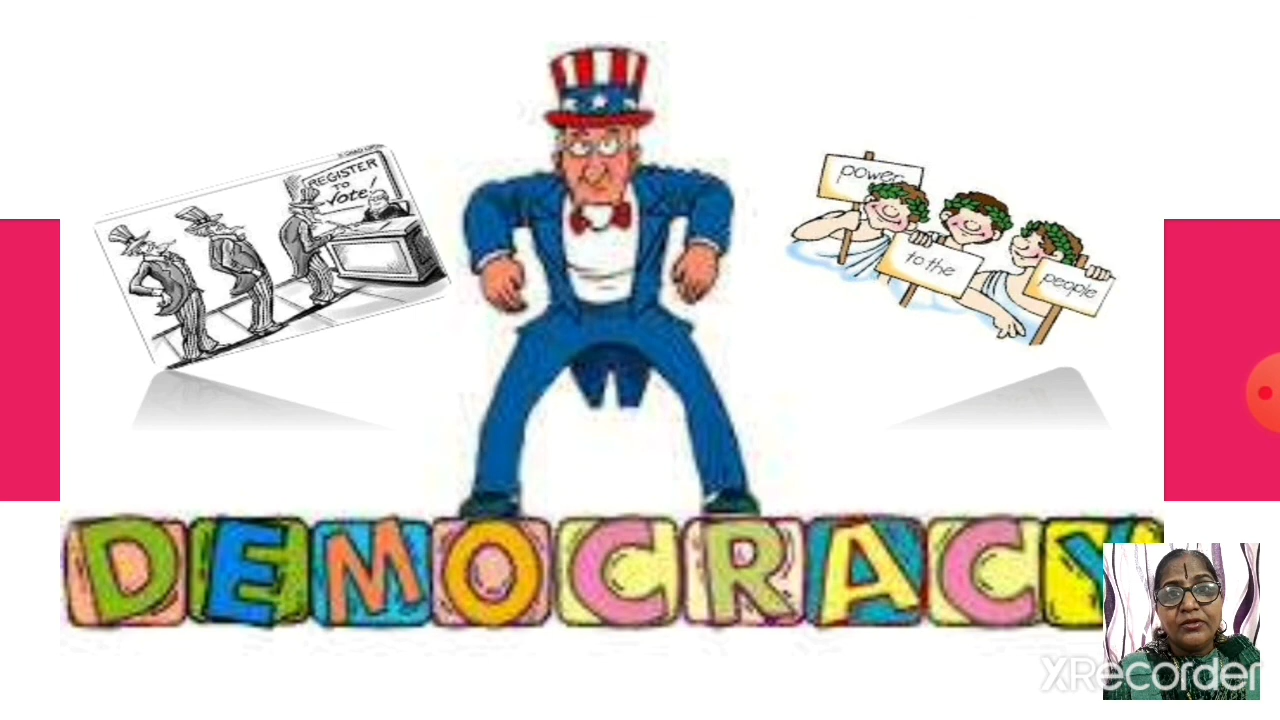 REGISTER
TO
Vote!
power
to the
people
DEMOCRACY
XRecorder